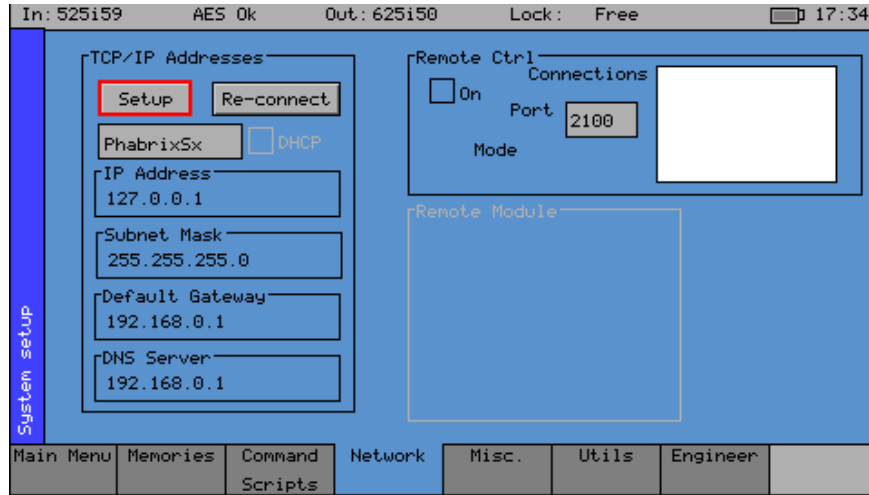 In:525i59 AES Ok Out:625i50 Lock: Free 17:34
TCP/IP Addresses
Setup Re-connect
PhabrixSx DHCP
IP Address
127.0.0.1
Subnet Mask
255.255.255.0
Default Gateway
192.168.0.1
DNS Server
192.168.0.1
Remote Ctrl
Connections
On
Port 2100
Mode
Remote Module
System setup
Main Menu Memories Command Scripts Network Misc. Utils Engineer